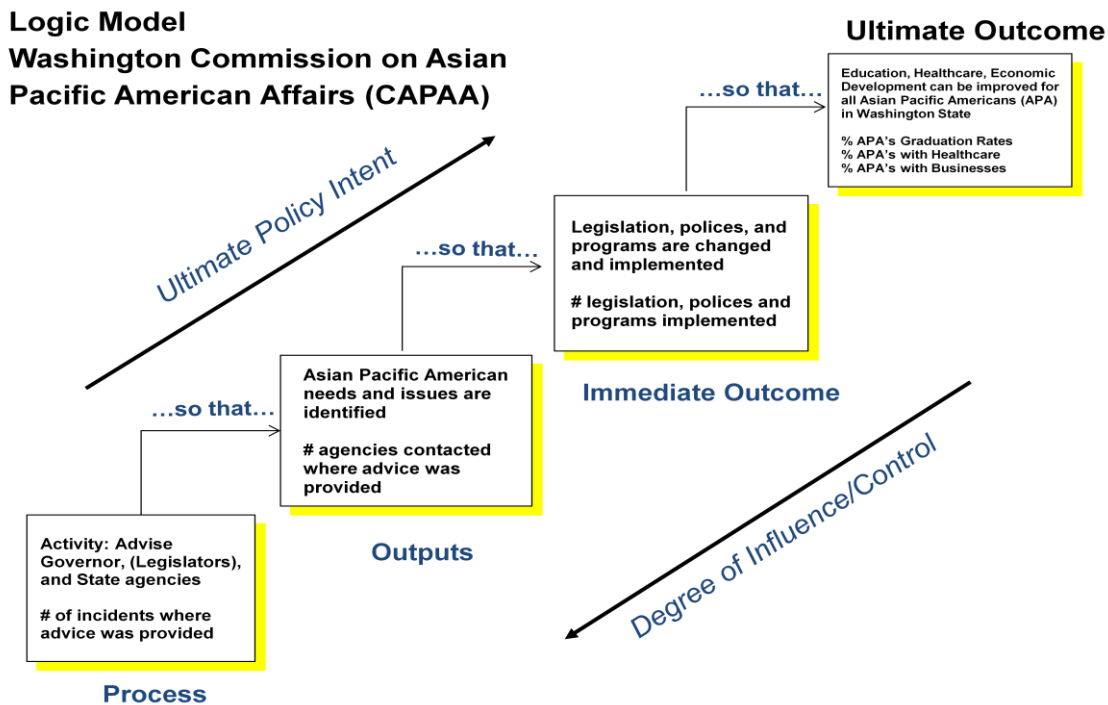 Logic Model
Washington Commission on Asian
Pacific American Affairs (CAPAA)
Ultimate Outcome
Education, Healthcare, Economic
Development can be improved for
all Asian Pacific Americans (APA)
in Washington State
% APA's Graduation Rates
% APA's with Healthcare
% APA's with Businesses
…so that…
Ultimate Policy Intent
Legislation, polices, and
programs are changed
and implemented
# legislation, polices and
programs implemented
Immediate Outcome
…so that…
Asian Pacific American
needs and issues are
identified
# agencies contacted
where advice was
provided
Outputs
…so that…
Activity: Advise
Governor, (Legislators),
and State agencies
# of incidents where
advice was provided
Process
Degree of Influence/Control